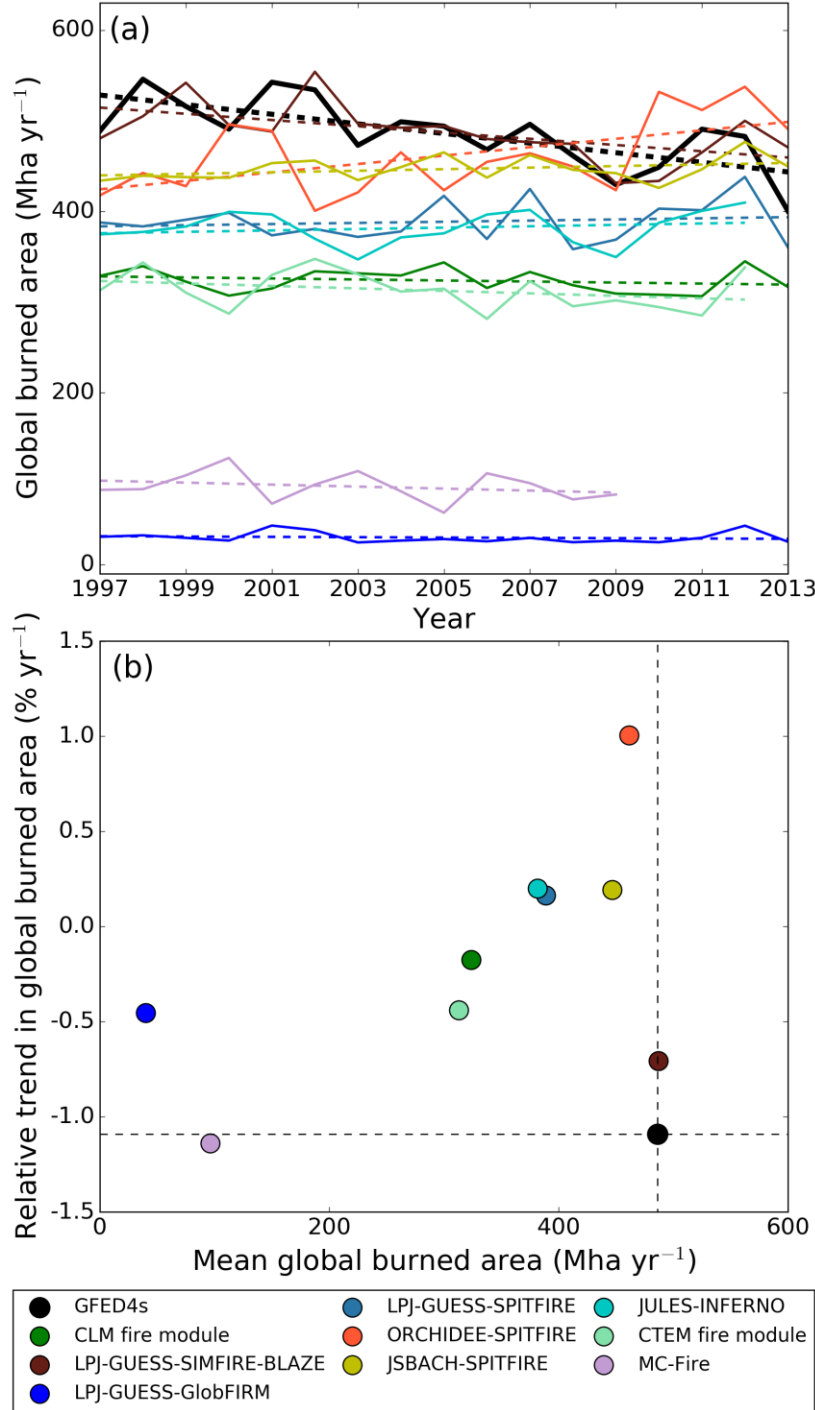 (a)
600
400
200
0
Global burned area (Mha yr⁻¹)
1997 1999 2001 2003 2005 2007 2009 2011 2013
Year
(b)
1.5
1.0
0.5
0.0
-0.5
-1.0
-1.5
Relative trend in global burned area (% yr⁻¹)
0 200 400 600
Mean global burned area (Mha yr⁻¹)
GFED4s
CLM fire module
LPJ-GUESS-SIMFIRE-BLAZE
LPJ-GUESS-GlobFIRM
LPJ-GUESS-SPITFIRE
ORCHIDEE-SPITFIRE
JSBACH-SPITFIRE
JULES-INFERNO
CTEM fire module
MC-Fire